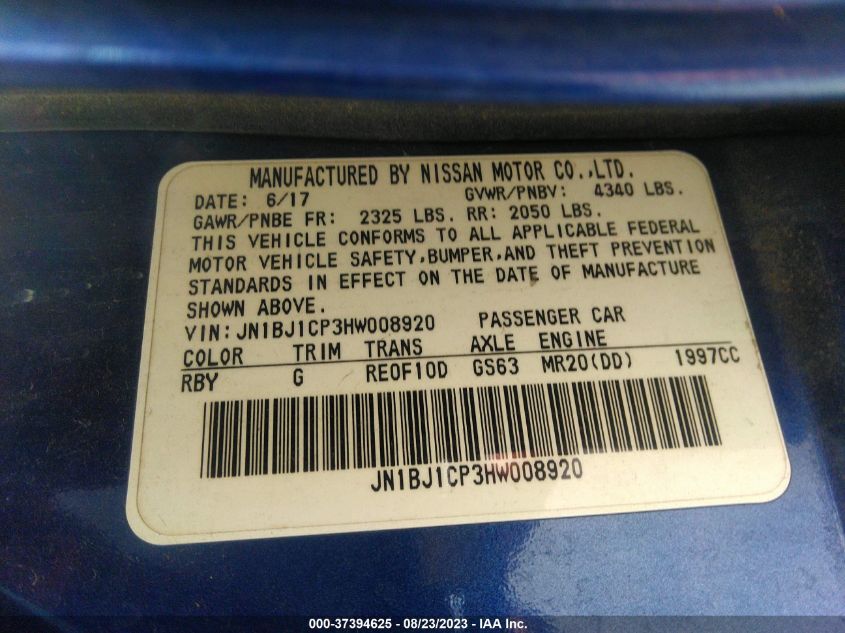 MANUFACTURED BY NISSAN MOTOR CO.,LTD.
DATE: 6/17 GVWR/PNBV: 4340 LBS.
GAWR/PNBE FR: 2325 LBS. RR: 2050 LBS.
THIS VEHICLE CONFORMS TO ALL APPLICABLE FEDERAL
MOTOR VEHICLE SAFETY,BUMPER,AND THEFT PREVENTION
STANDARDS IN EFFECT ON THE DATE OF MANUFACTURE
SHOWN ABOVE.
VIN:JN1BJ1CP3HW008920 PASSENGER CAR
COLOR TRIM TRANS AXLE ENGINE
RBY G RE0F10D GS63 MR20(DD) 1997CC
JN1BJ1CP3HW008920
000-37394625 - 08/23/2023 - IAA Inc.